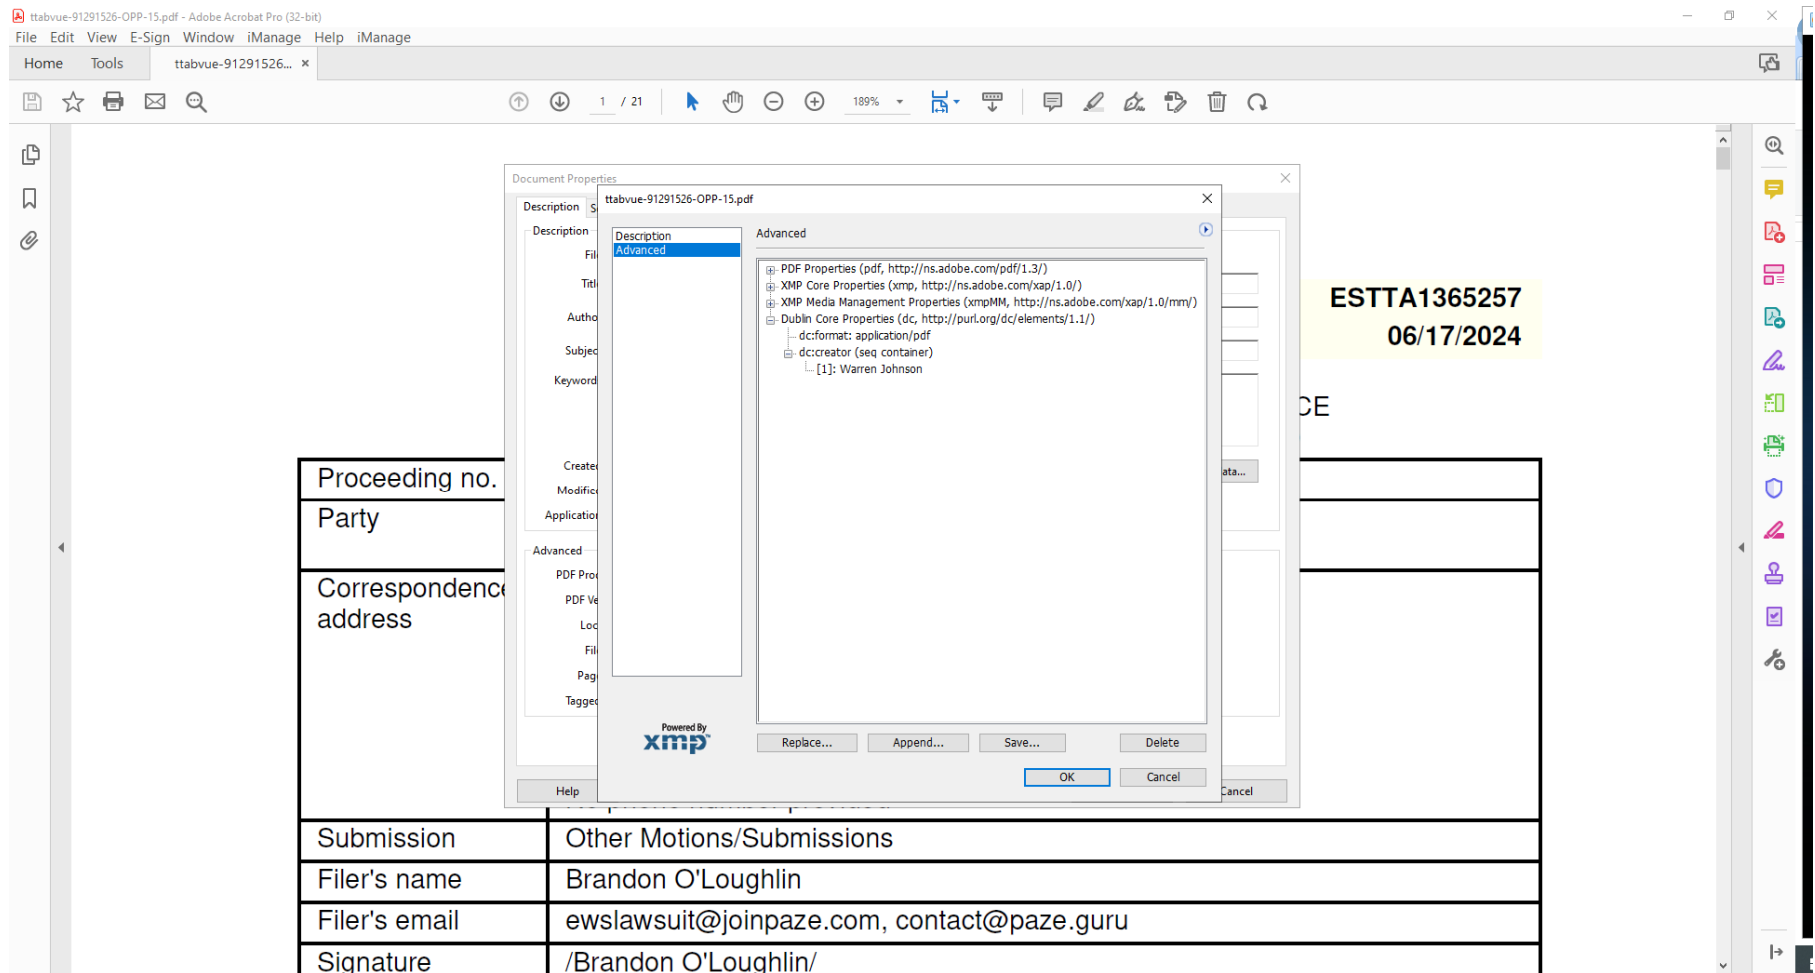 ttabvue-91291526-OPP-15.pdf - Adobe Acrobat Pro (32-bit)
File Edit View E-Sign Window iManage Help iManage
Home Tools ttabvue-91291526... ×
1 / 21 189%
Document Properties
Description
Description
Title
Subject
Keywords
Created
Application
Advanced
Tagged
Help
Cancel
ttabvue-91291526-OPP-15.pdf
Description
Advanced
Advanced
PDF Properties (pdf, http://ns.adobe.com/pdf/1.3/)
XMP Core Properties (xmp, http://ns.adobe.com/xap/1.0/)
XMP Media Management Properties (xmpMM, http://ns.adobe.com/xap/1.0/mm/)
Dublin Core Properties (dc, http://purl.org/dc/elements/1.1/)
dc:format: application/pdf
dc:creator (seq container)
[1]: Warren Johnson
Powered By
xmp
Replace... Append... Save... Delete
OK Cancel
ESTTA1365257
06/17/2024
CE
Proceeding no.
Party
Correspondence
address
Submission Other Motions/Submissions
Filer's name Brandon O'Loughlin
Filer's email ewslawsuit@joinpaze.com, contact@paze.guru
Signature /Brandon O'Loughlin/